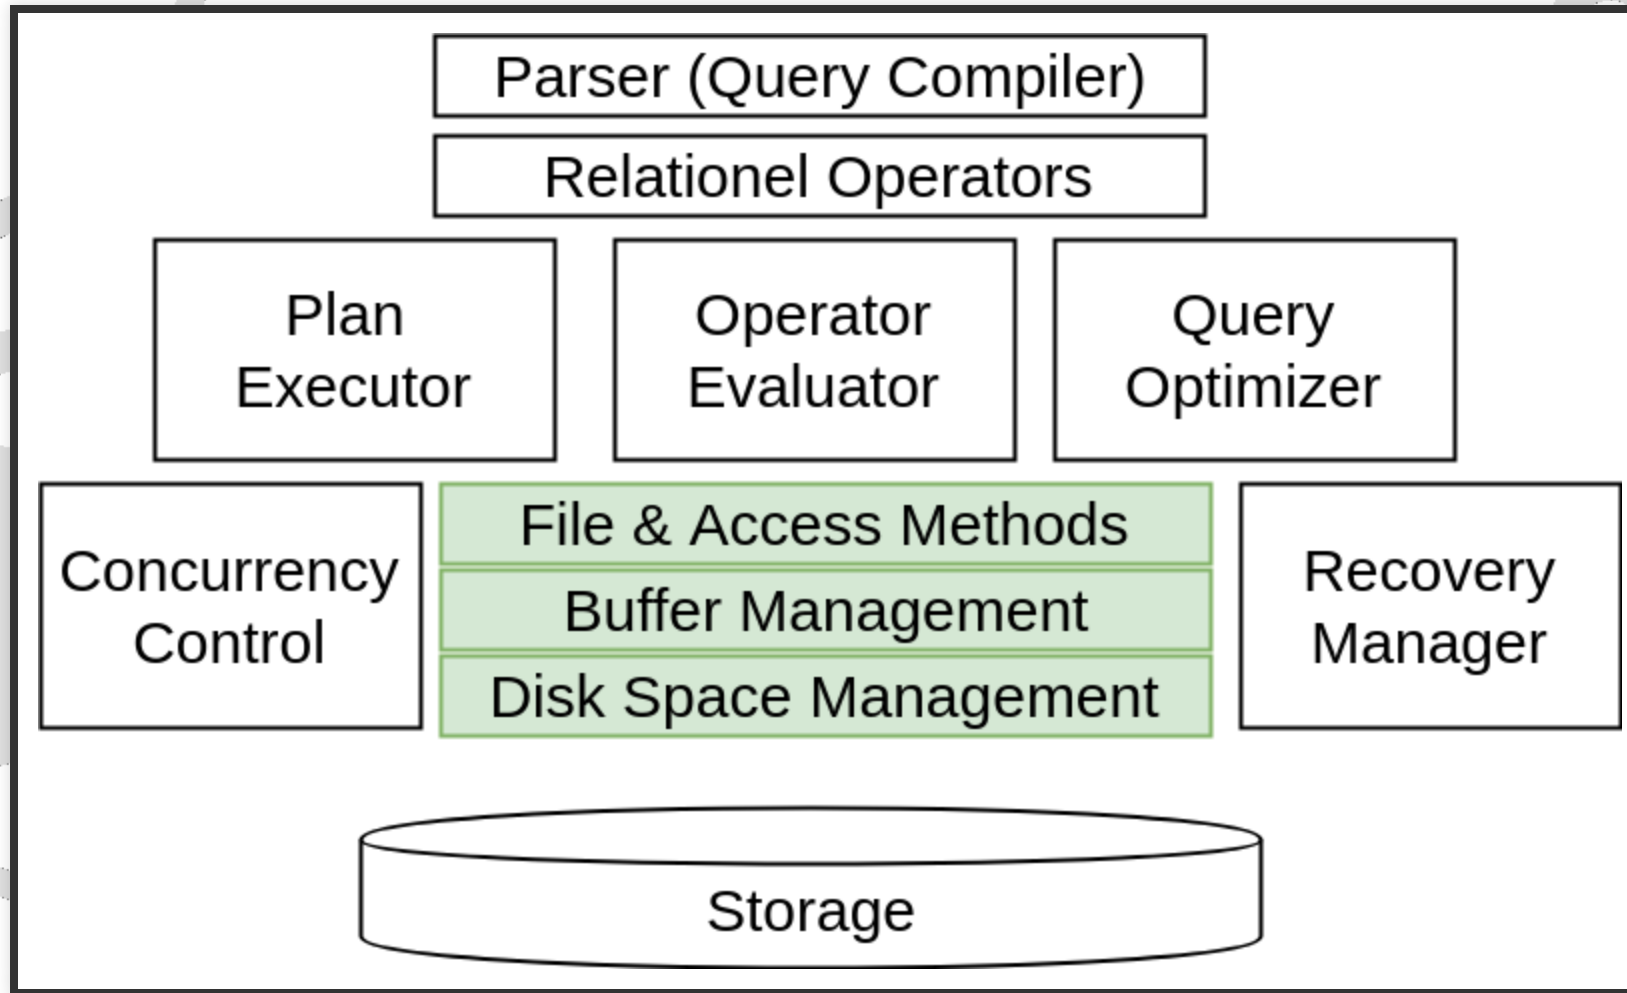 Parser (Query Compiler)
Relationel Operators
Plan
Executor
Operator
Evaluator
Query
Optimizer
Concurrency
Control
File & Access Methods
Buffer Management
Disk Space Management
Recovery
Manager
Storage